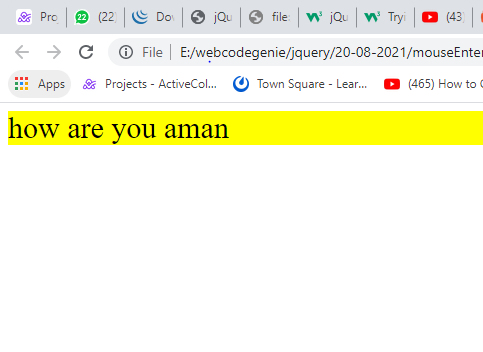 Pro
(22)
Dov
jQu
file:
jQu
Tryi
(43)
File
E:/webcodegenie/jquery/20-08-2021/mouseEnter
Apps
Projects - ActiveCol...
Town Square - Lear...
(465) How to C
how are you aman